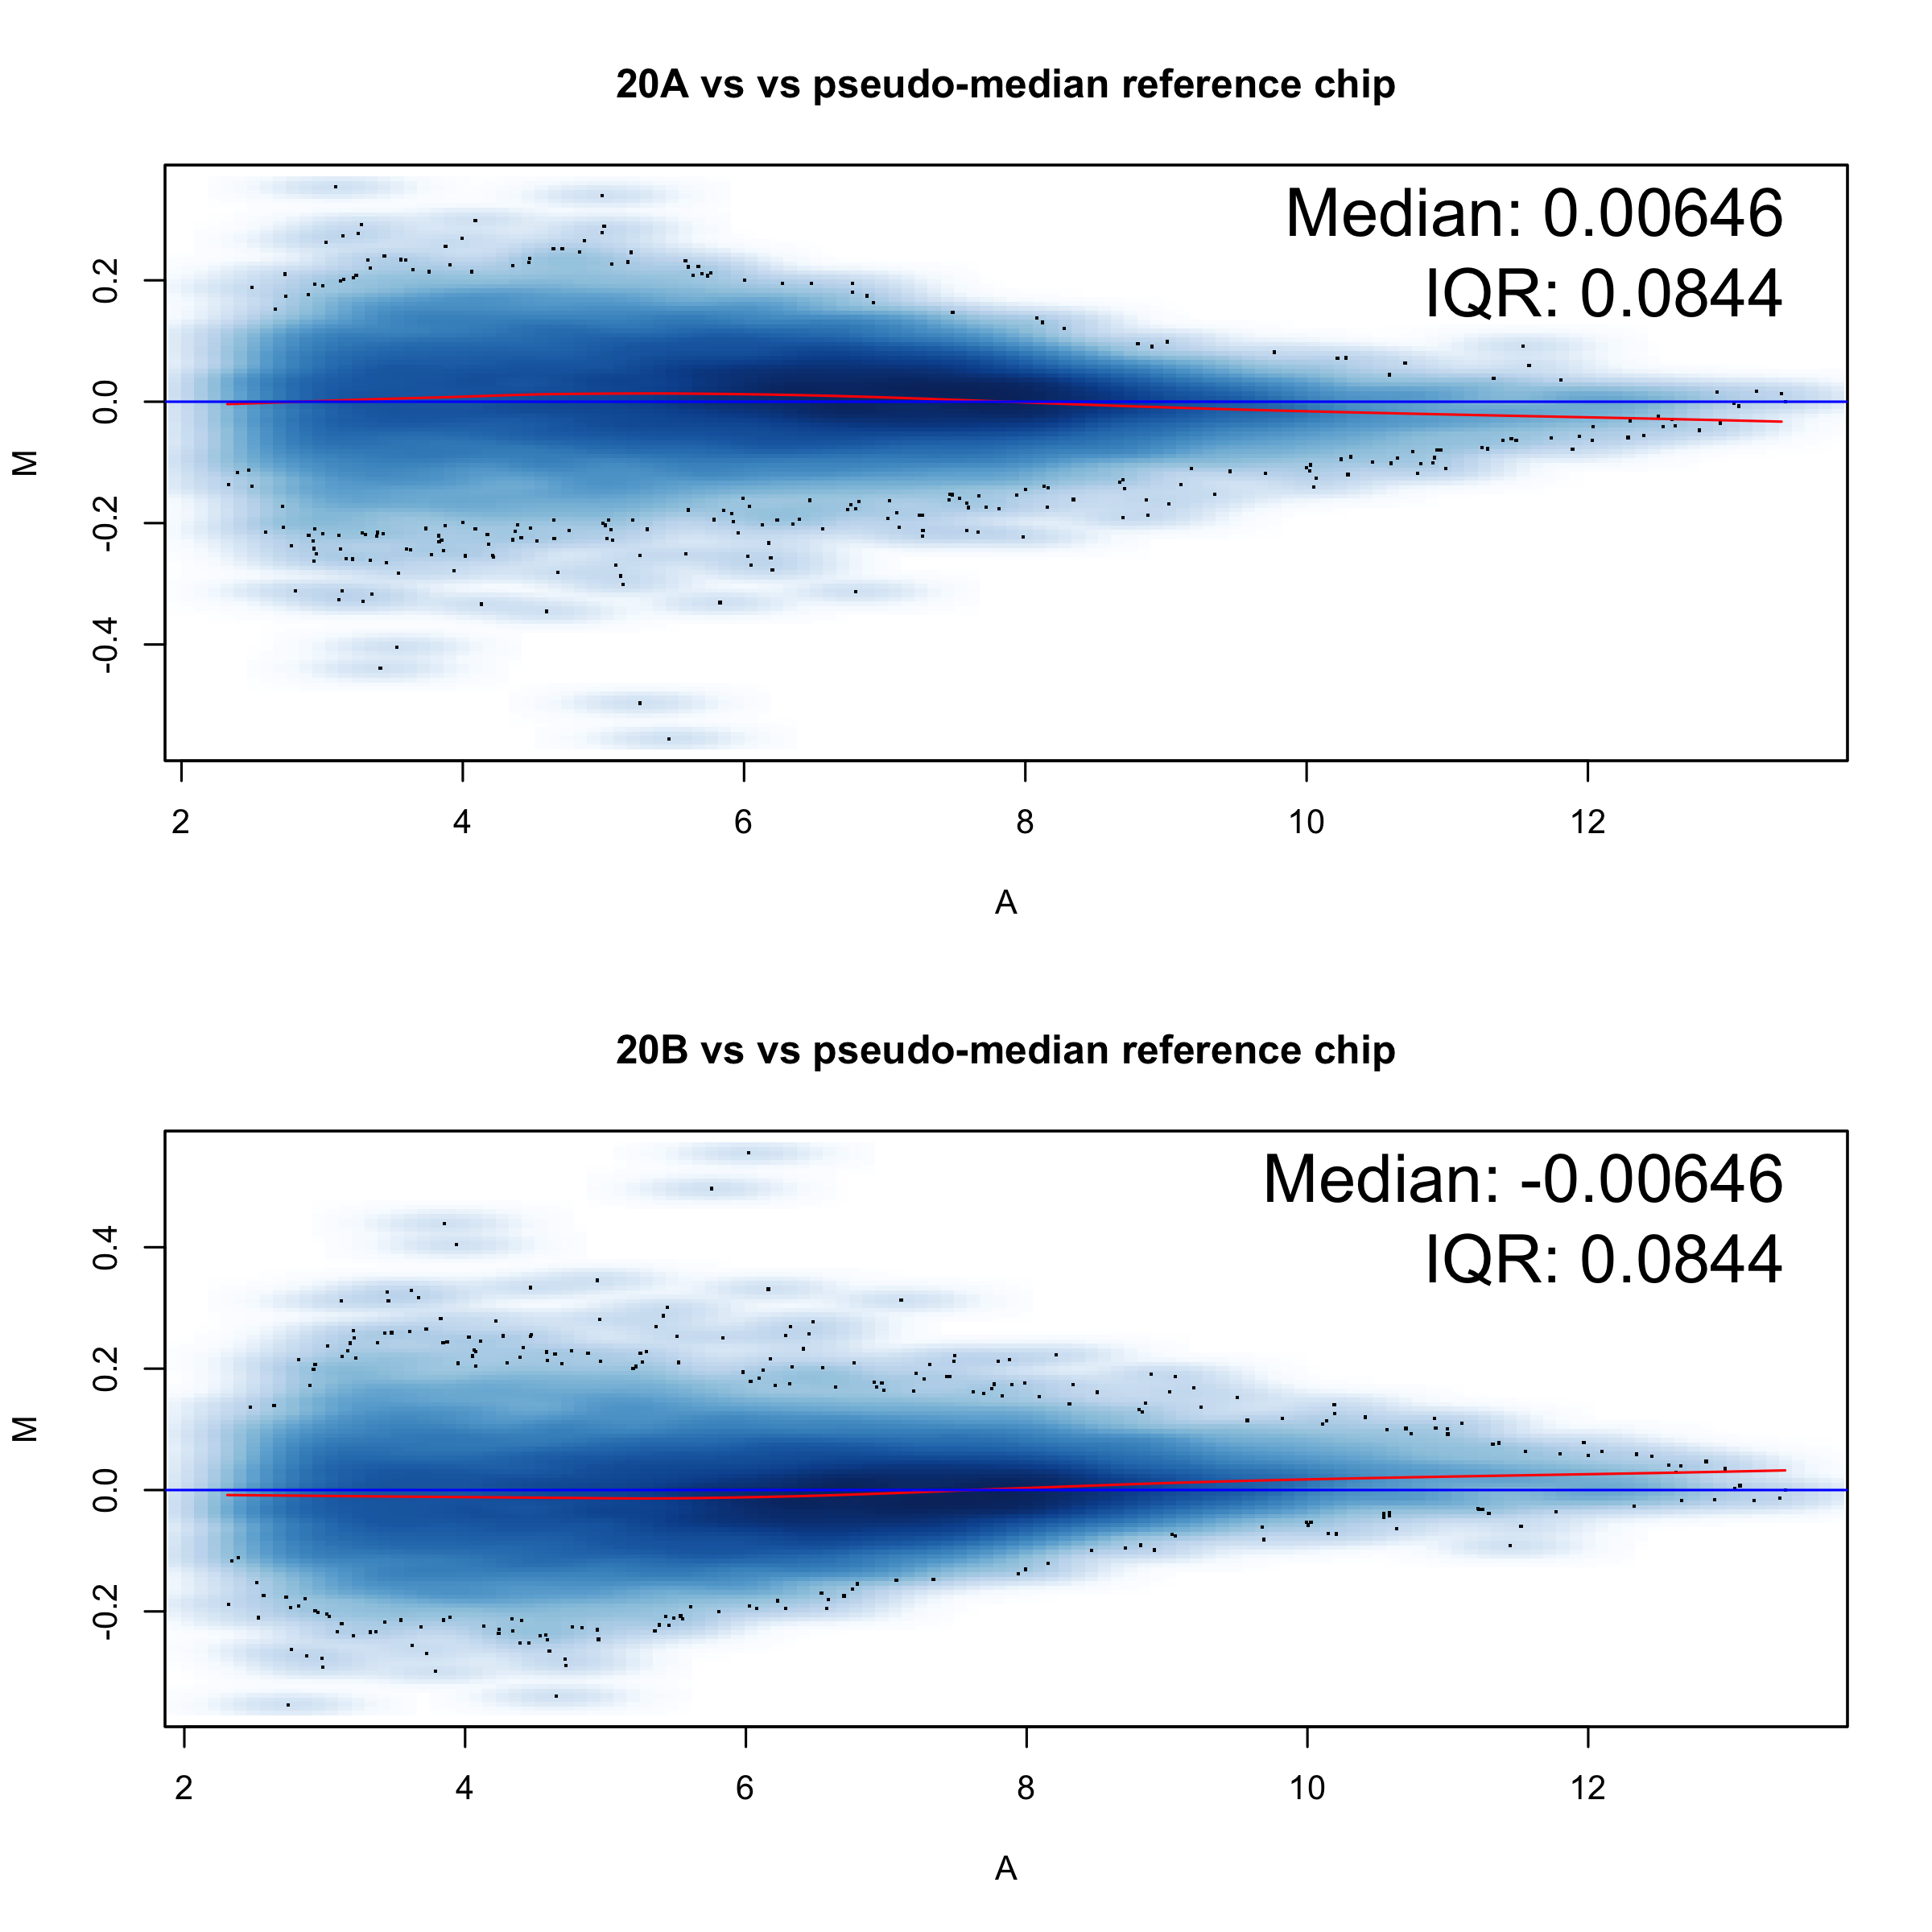 20A vs vs pseudo-median reference chip
Median: 0.00646
IQR: 0.0844
0.2
0.0
-0.2
-0.4
M
2 4 6 8 10 12
A
20B vs vs pseudo-median reference chip
Median: -0.00646
IQR: 0.0844
0.4
0.2
0.0
-0.2
M
2 4 6 8 10 12
A